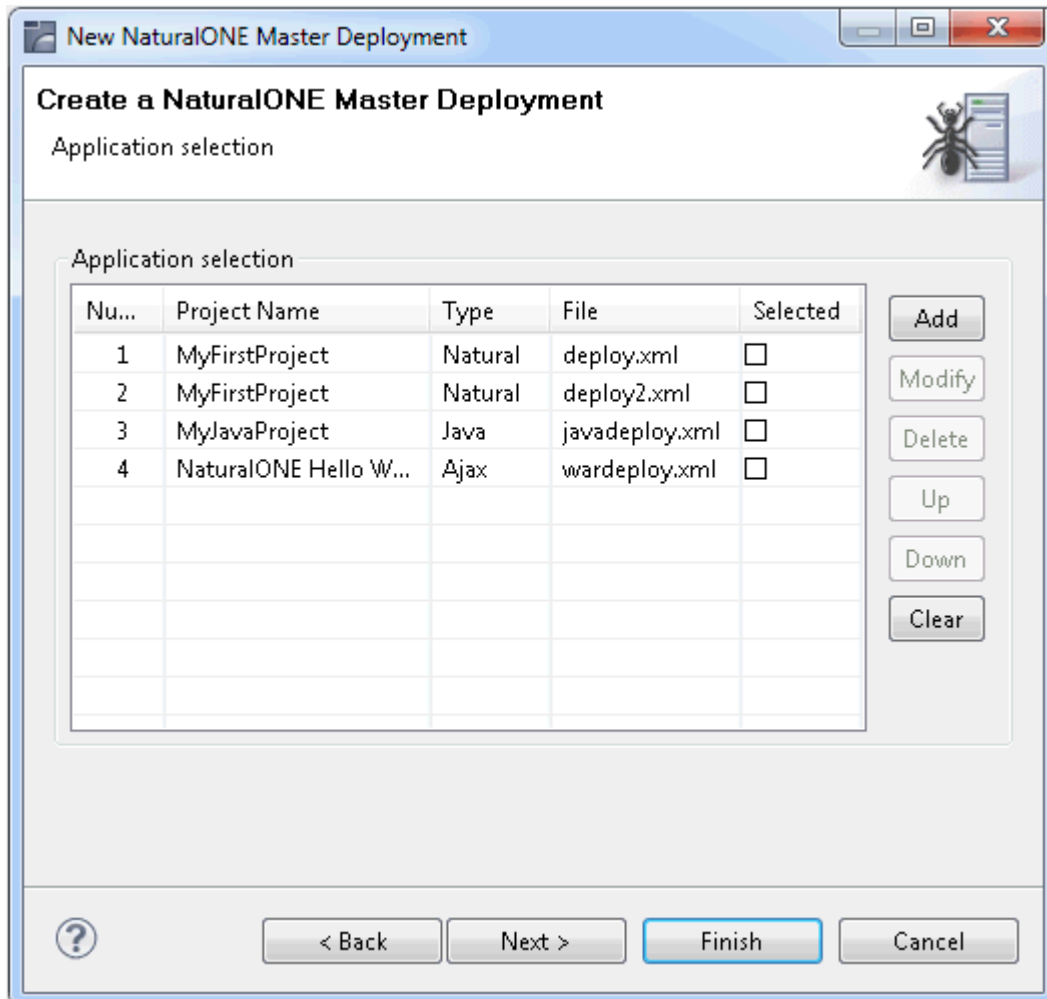 New NaturalONE Master Deployment
Create a NaturalONE Master Deployment
Application selection
Application selection
Nu... Project Name Type File Selected
1 MyFirstProject Natural deploy.xml
2 MyFirstProject Natural deploy2.xml
3 MyJavaProject Java javadeploy.xml
4 NaturalONE Hello W... Ajax wardeploy.xml
Add
Modify
Delete
Up
Down
Clear
? < Back Next > Finish Cancel